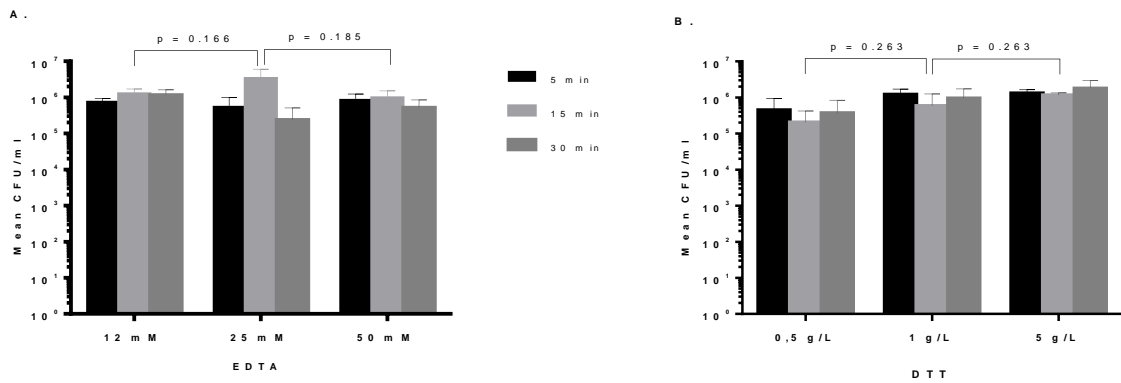 A.
p = 0.166
p = 0.185
Mean CFU/ml
10⁷
10⁶
10⁵
10⁴
10³
10²
10¹
10⁰
12 mM
25 mM
50 mM
EDTA
5 min
15 min
30 min
B.
p = 0.263
p = 0.263
Mean CFU/ml
10⁷
10⁶
10⁵
10⁴
10³
10²
10¹
10⁰
0,5 g/L
1 g/L
5 g/L
DTT